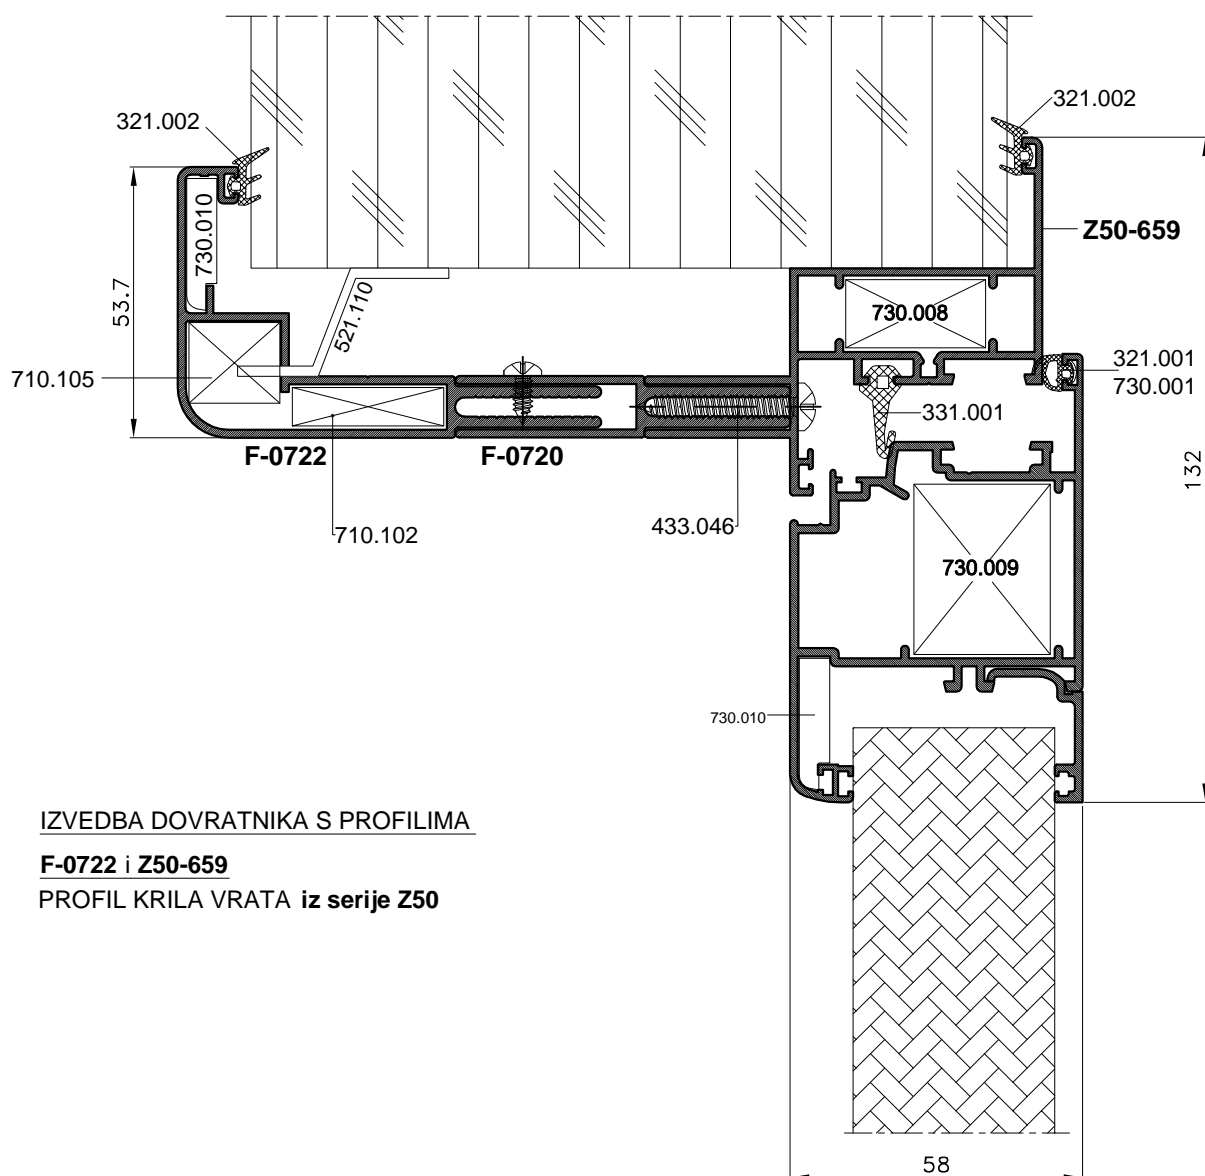 321.002
321.002
730.010
Z50-659
53.7
521.110
730.008
710.105
321.001
730.001
331.001
F-0722
F-0720
132
710.102
433.046
730.009
730.010
IZVEDBA DOVRATNIKA S PROFILIMA
F-0722 i Z50-659
PROFIL KRILA VRATA iz serije Z50
58